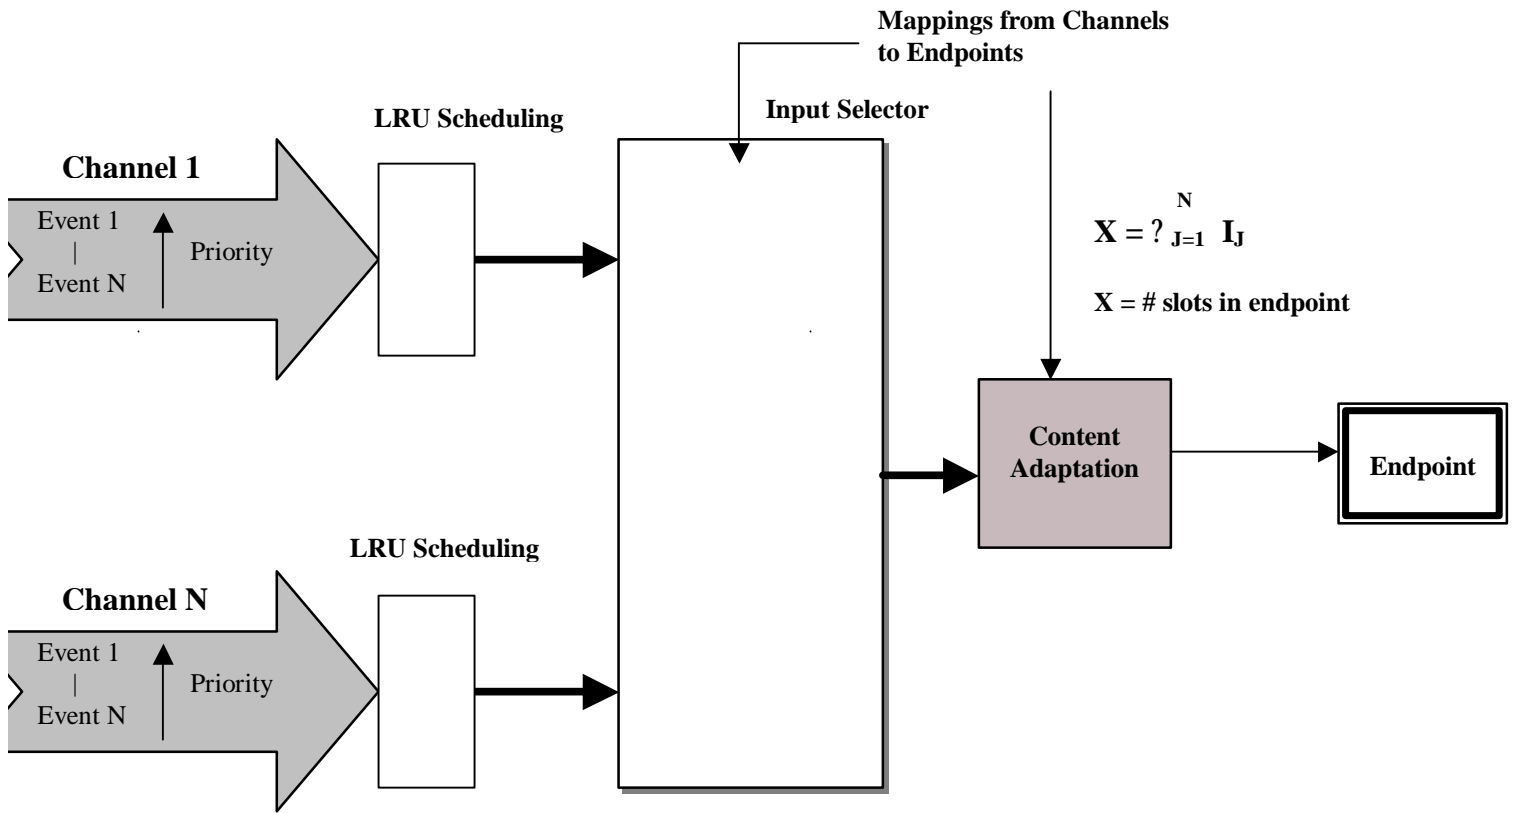 Mappings from Channels
to Endpoints
LRU Scheduling
Input Selector
Channel 1
Event 1
|
Event N
Priority
N
X = ? J=1 IJ
X = # slots in endpoint
Content
Adaptation
Endpoint
LRU Scheduling
Channel N
Event 1
|
Event N
Priority